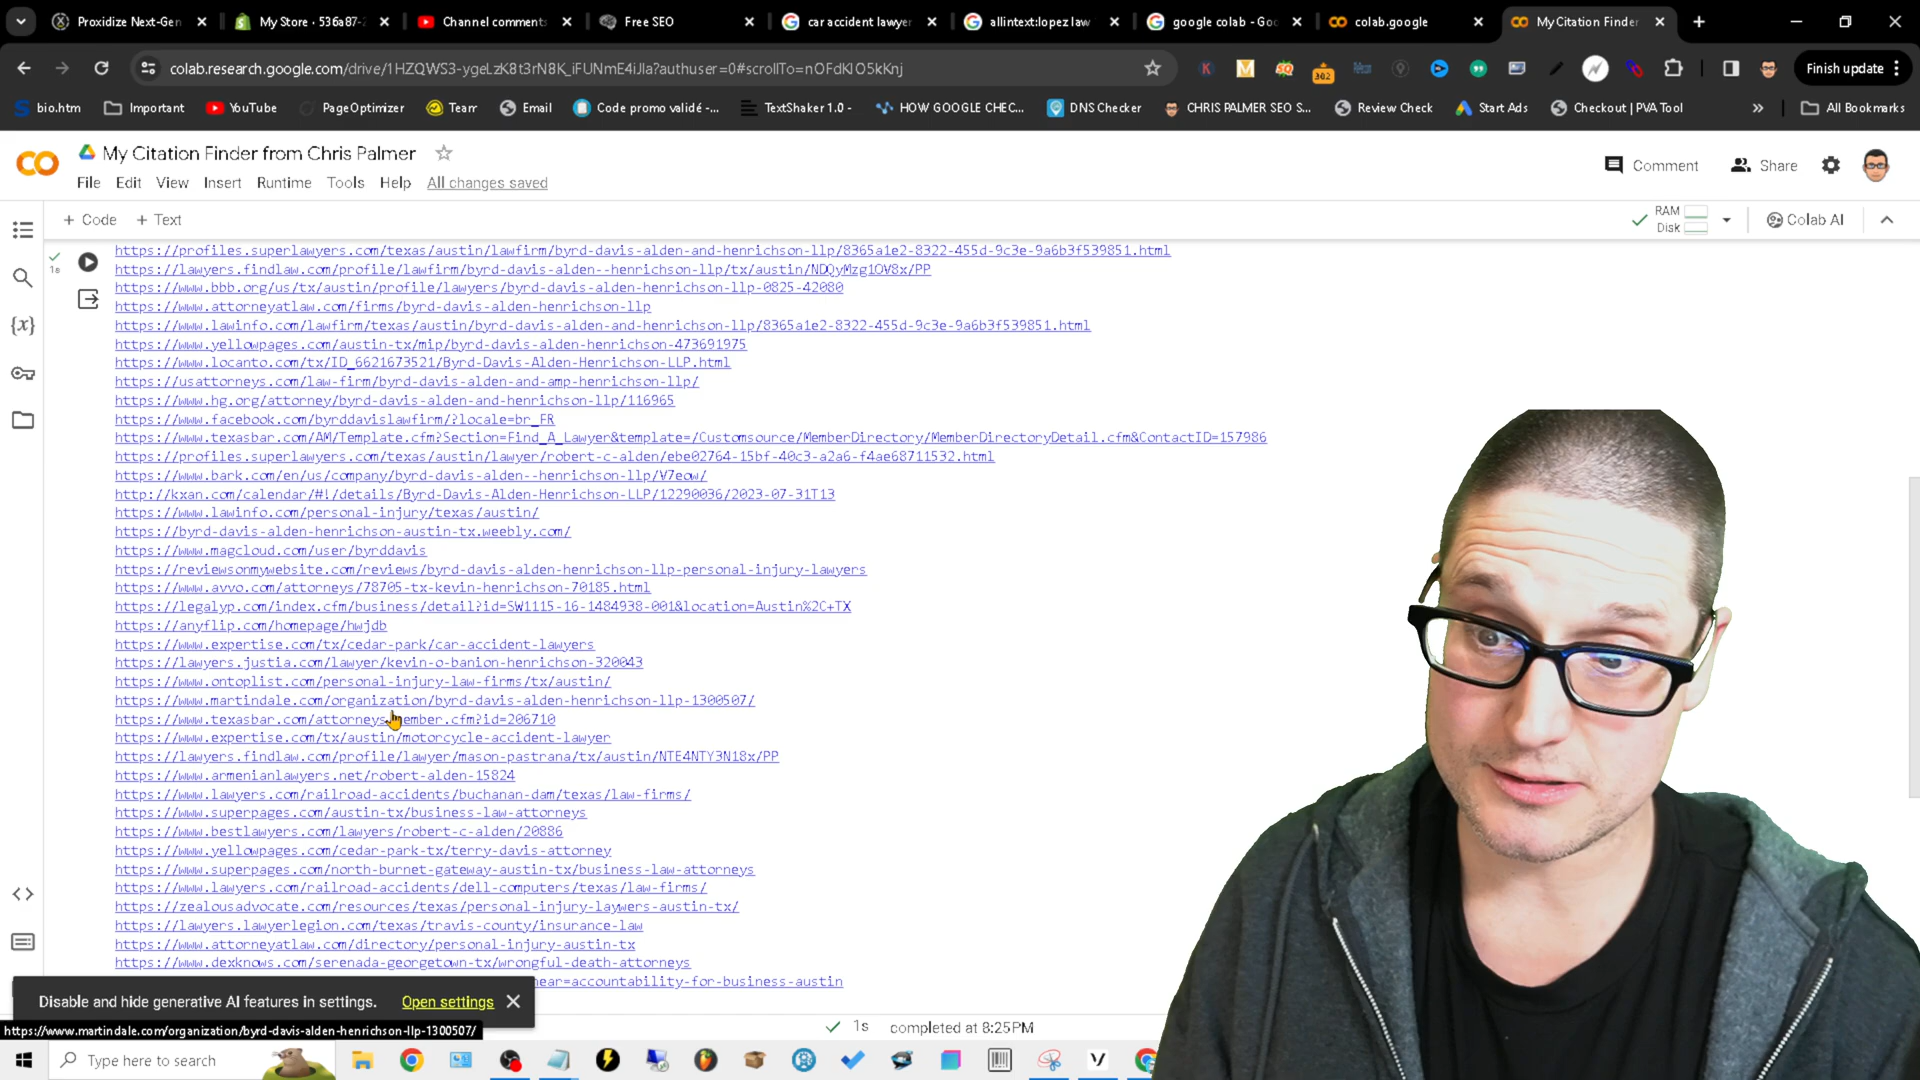 Proxidize Next-Gen
My Store · 536a87-
Channel comments
Free SEO
car accident lawye
allintext:lopez law
google colab - Goo
colab.google
My Citation Finder
colab.research.google.com/drive/1HZQWS3-ygeLzK8t3rN8K_iFUNmE4iJla?authuser=0#scrollTo=nOFdKlO5kKnj
302
Finish update
bio.htm
Important
YouTube
PageOptimizer
Team
Email
Code promo validé -...
TextShaker 1.0 -
HOW GOOGLE CHEC...
DNS Checker
CHRIS PALMER SEO S...
Review Check
Start Ads
Checkout | PVA Tool
»
All Bookmarks
My Citation Finder from Chris Palmer
File Edit View Insert Runtime Tools Help All changes saved
Comment
Share
+ Code + Text
RAM
Disk
Colab AI
1s
https://profiles.superlawyers.com/texas/austin/lawfirm/byrd-davis-alden-and-henrichson-llp/8365a1e2-8322-455d-9c3e-9a6b3f539851.html
https://lawyers.findlaw.com/profile/lawfirm/byrd-davis-alden--henrichson-llp/tx/austin/NDQyMzg1OV8x/PP
https://www.bbb.org/us/tx/austin/profile/lawyers/byrd-davis-alden-henrichson-llp-0825-42080
https://www.attorneyatlaw.com/firms/byrd-davis-alden-henrichson-llp
https://www.lawinfo.com/lawfirm/texas/austin/byrd-davis-alden-and-henrichson-llp/8365a1e2-8322-455d-9c3e-9a6b3f539851.html
https://www.yellowpages.com/austin-tx/mip/byrd-davis-alden-henrichson-473691975
https://www.locanto.com/tx/ID_6621673521/Byrd-Davis-Alden-Henrichson-LLP.html
https://usattorneys.com/law-firm/byrd-davis-alden-and-amp-henrichson-llp/
https://www.hg.org/attorney/byrd-davis-alden-and-henrichson-llp/116965
https://www.facebook.com/byrddavislawfirm/?locale=br_FR
https://www.texasbar.com/AM/Template.cfm?Section=Find_A_Lawyer&template=/Customsource/MemberDirectory/MemberDirectoryDetail.cfm&ContactID=157986
https://profiles.superlawyers.com/texas/austin/lawyer/robert-c-alden/ebe02764-15bf-40c3-a2a6-f4ae68711532.html
https://www.bark.com/en/us/company/byrd-davis-alden--henrichson-llp/V7eow/
http://kxan.com/calendar/#!/details/Byrd-Davis-Alden-Henrichson-LLP/12290036/2023-07-31T13
https://www.lawinfo.com/personal-injury/texas/austin/
https://byrd-davis-alden-henrichson-austin-tx.weebly.com/
https://www.magcloud.com/user/byrddavis
https://reviewsonmywebsite.com/reviews/byrd-davis-alden-henrichson-llp-personal-injury-lawyers
https://www.avvo.com/attorneys/78705-tx-kevin-henrichson-70185.html
https://legalyp.com/index.cfm/business/detail?id=SW1115-16-1484938-001&location=Austin%2C+TX
https://anyflip.com/homepage/hwjdb
https://www.expertise.com/tx/cedar-park/car-accident-lawyers
https://lawyers.justia.com/lawyer/kevin-o-banion-henrichson-320043
https://www.ontoplist.com/personal-injury-law-firms/tx/austin/
https://www.martindale.com/organization/byrd-davis-alden-henrichson-llp-1300507/
https://www.texasbar.com/attorneys/member.cfm?id=206710
https://www.expertise.com/tx/austin/motorcycle-accident-lawyer
https://lawyers.findlaw.com/profile/lawyer/mason-pastrana/tx/austin/NTE4NTY3N18x/PP
https://www.armenianlawyers.net/robert-alden-15824
https://www.lawyers.com/railroad-accidents/buchanan-dam/texas/law-firms/
https://www.superpages.com/austin-tx/business-law-attorneys
https://www.bestlawyers.com/lawyers/robert-c-alden/20886
https://www.yellowpages.com/cedar-park-tx/terry-davis-attorney
https://www.superpages.com/north-burnet-gateway-austin-tx/business-law-attorneys
https://www.lawyers.com/railroad-accidents/dell-computers/texas/law-firms/
https://zealousadvocate.com/resources/texas/personal-injury-laywers-austin-tx/
https://lawyers.lawyerlegion.com/texas/travis-county/insurance-law
https://www.attorneyatlaw.com/directory/personal-injury-austin-tx
https://www.dexknows.com/serenada-georgetown-tx/wrongful-death-attorneys
near=accountability-for-business-austin
Disable and hide generative AI features in settings. Open settings
https://www.martindale.com/organization/byrd-davis-alden-henrichson-llp-1300507/
1s completed at 8:25PM
Type here to search